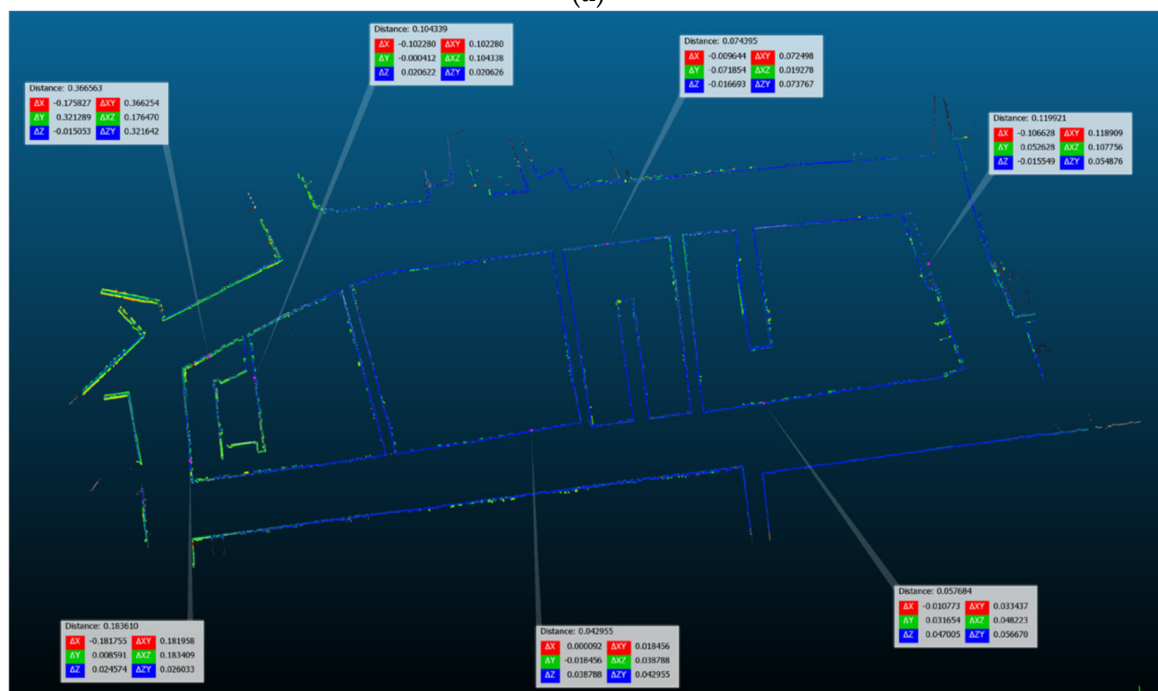 (a)
Distance: 0.104339
ΔX -0.102280 ΔXY 0.102280
ΔY -0.000412 ΔXZ 0.104338
ΔZ 0.020622 ΔZY 0.020626
Distance: 0.074395
ΔX -0.009644 ΔXY 0.072498
ΔY -0.071854 ΔXZ 0.019278
ΔZ -0.016693 ΔZY 0.073767
Distance: 0.366563
ΔX -0.175827 ΔXY 0.366254
ΔY 0.321289 ΔXZ 0.176470
ΔZ -0.015053 ΔZY 0.321642
Distance: 0.119921
ΔX -0.106628 ΔXY 0.118909
ΔY 0.052628 ΔXZ 0.107756
ΔZ -0.015549 ΔZY 0.054876
Distance: 0.183610
ΔX -0.181755 ΔXY 0.181958
ΔY 0.008591 ΔXZ 0.183409
ΔZ 0.024574 ΔZY 0.026033
Distance: 0.042955
ΔX 0.000092 ΔXY 0.018456
ΔY -0.018456 ΔXZ 0.038788
ΔZ 0.038788 ΔZY 0.042955
Distance: 0.057684
ΔX -0.010773 ΔXY 0.033437
ΔY 0.031654 ΔXZ 0.048223
ΔZ 0.047005 ΔZY 0.056670